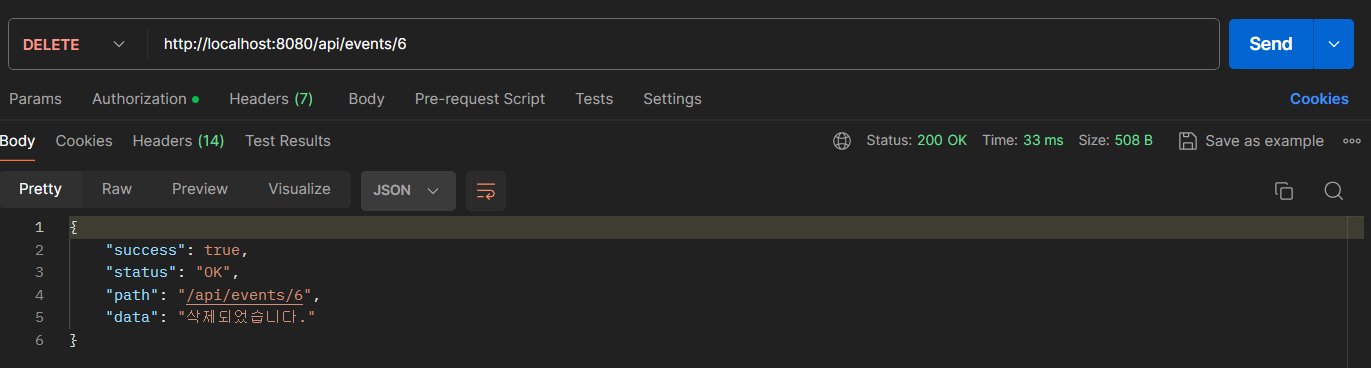 DELETE http://localhost:8080/api/events/6 Send
Params Authorization Headers (7) Body Pre-request Script Tests Settings Cookies
Body Cookies Headers (14) Test Results Status: 200 OK Time: 33 ms Size: 508 B Save as example
Pretty Raw Preview Visualize JSON
1 {
2 "success": true,
3 "status": "OK",
4 "path": "/api/events/6",
5 "data": "삭제되었습니다."
6 }